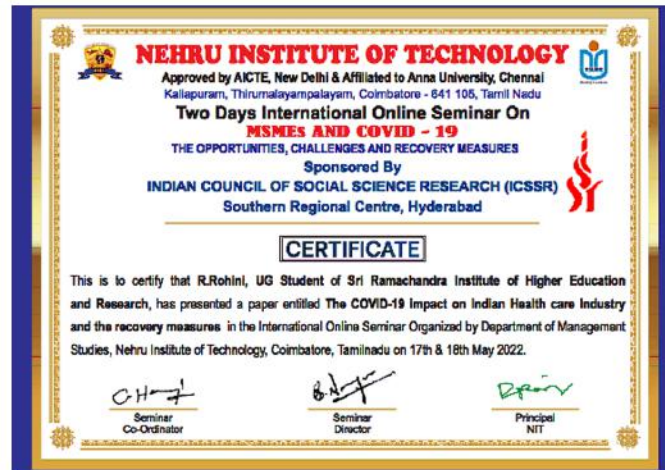 NEHRU INSTITUTE OF TECHNOLOGY
Approved by AICTE, New Delhi & Affiliated to Anna University, Chennai
Kaliapuram, Thirumalayampalayam, Coimbatore - 641 105, Tamil Nadu
Two Days International Online Seminar On
MSMEs AND COVID - 19
THE OPPORTUNITIES, CHALLENGES AND RECOVERY MEASURES
Sponsored By
INDIAN COUNCIL OF SOCIAL SCIENCE RESEARCH (ICSSR)
Southern Regional Centre, Hyderabad
CERTIFICATE
This is to certify that R.Rohini, UG Student of Sri Ramachandra Institute of Higher Education
and Research, has presented a paper entitled The COVID-19 Impact on Indian Health care Industry
and the recovery measures in the International Online Seminar Organized by Department of Management
Studies, Nehru Institute of Technology, Coimbatore, Tamilnadu on 17th & 18th May 2022.
Seminar
Co-Ordinator
Seminar
Director
Principal
NIT